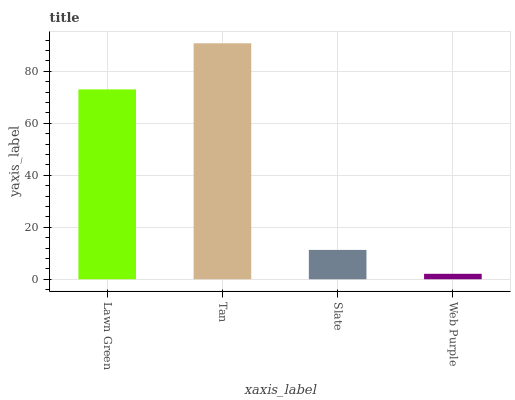 title
yaxis_label
80
60
40
20
0
Lawn Green
Tan
Slate
Web Purple
xaxis_label